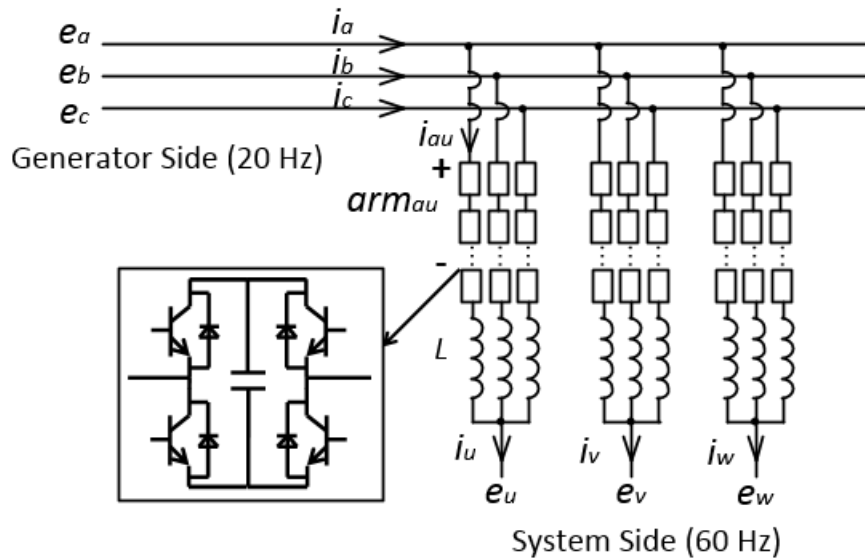 ea
ia
eb
ib
ec
ic
Generator Side (20 Hz)
iau
+
armau
-
L
iu
iv
iw
eu
ev
ew
System Side (60 Hz)